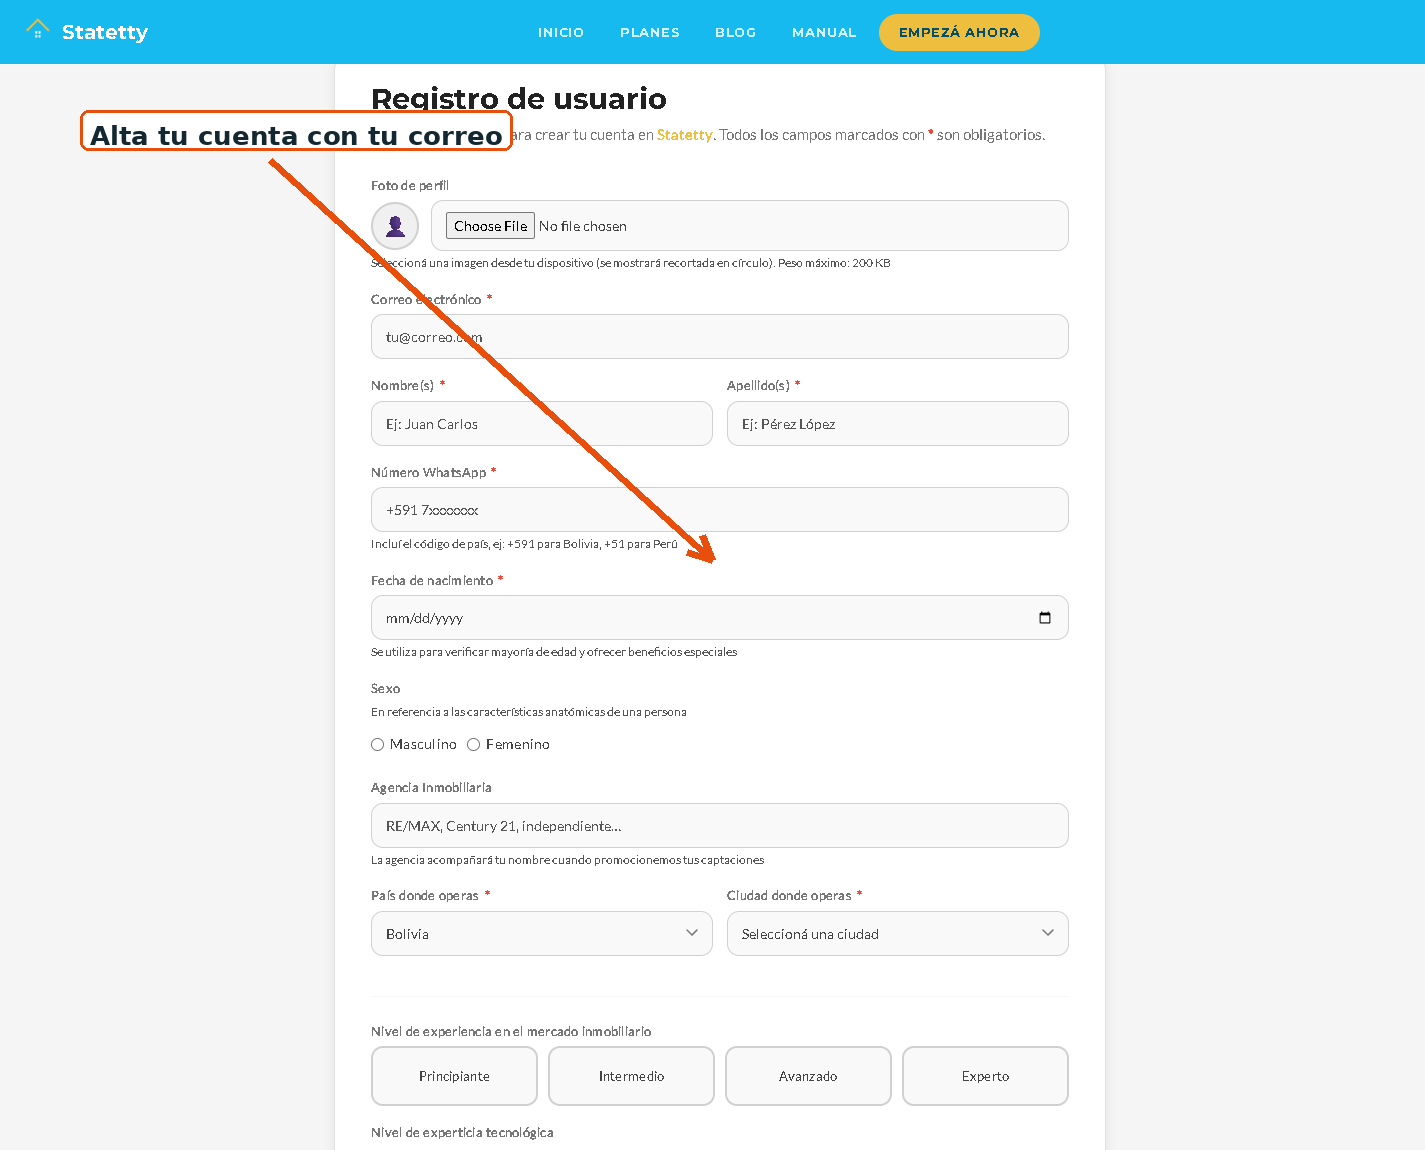 Statetty
INICIO
PLANES
BLOG
MANUAL
EMPEZÁ AHORA
Registro de usuario
Alta tu cuenta con tu correo
ara crear tu cuenta en Statetty. Todos los campos marcados con * son obligatorios.
Foto de perfil
Choose File No file chosen
Seleccioná una imagen desde tu dispositivo (se mostrará recortada en círculo). Peso máximo: 200 KB
Correo electrónico *
tu@correo.com
Nombre(s) *
Apellido(s) *
Ej: Juan Carlos
Ej: Pérez López
Número WhatsApp *
+591 7xxxxxxx
Incluí el código de país, ej: +591 para Bolivia, +51 para Perú
Fecha de nacimiento *
mm/dd/yyyy
Se utiliza para verificar mayoría de edad y ofrecer beneficios especiales
Sexo
En referencia a las características anatómicas de una persona
Masculino
Femenino
Agencia Inmobiliaria
RE/MAX, Century 21, independiente...
La agencia acompañará tu nombre cuando promocionemos tus captaciones
País donde operas *
Ciudad donde operas *
Bolivia
Seleccioná una ciudad
Nivel de experiencia en el mercado inmobiliario
Principiante
Intermedio
Avanzado
Experto
Nivel de experticia tecnológica